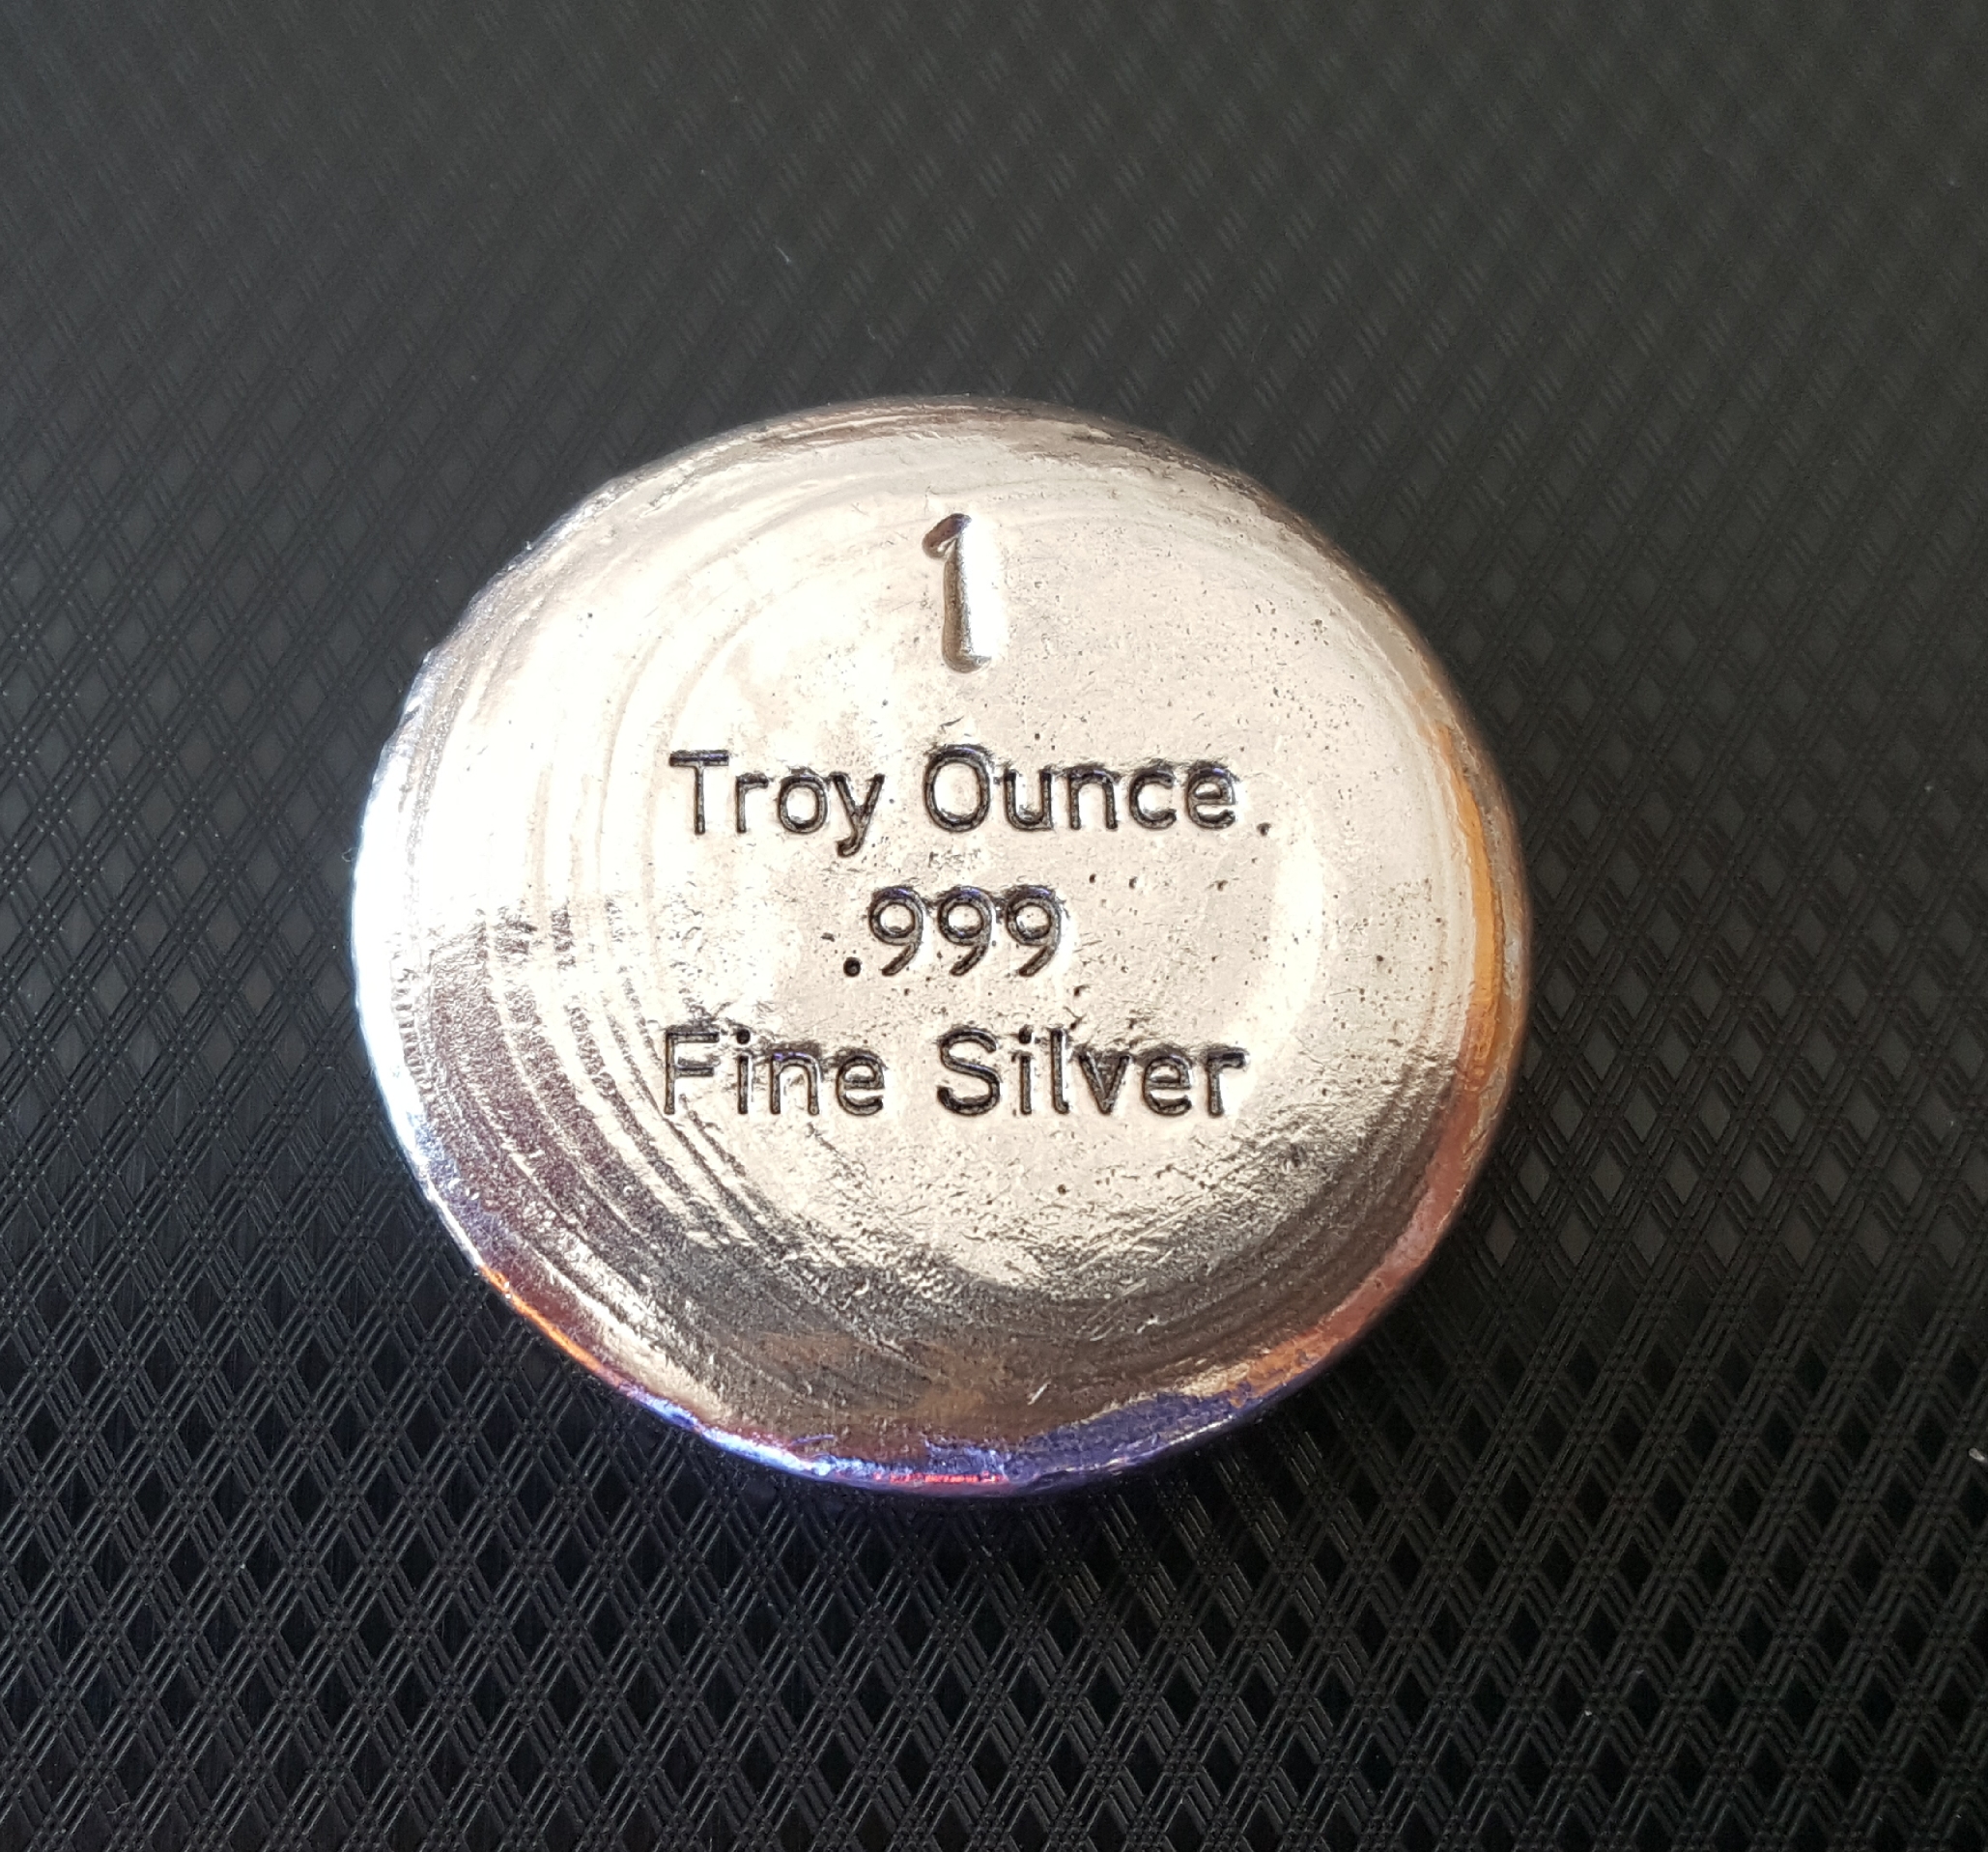 1
Troy Ounce
.999
Fine Silver